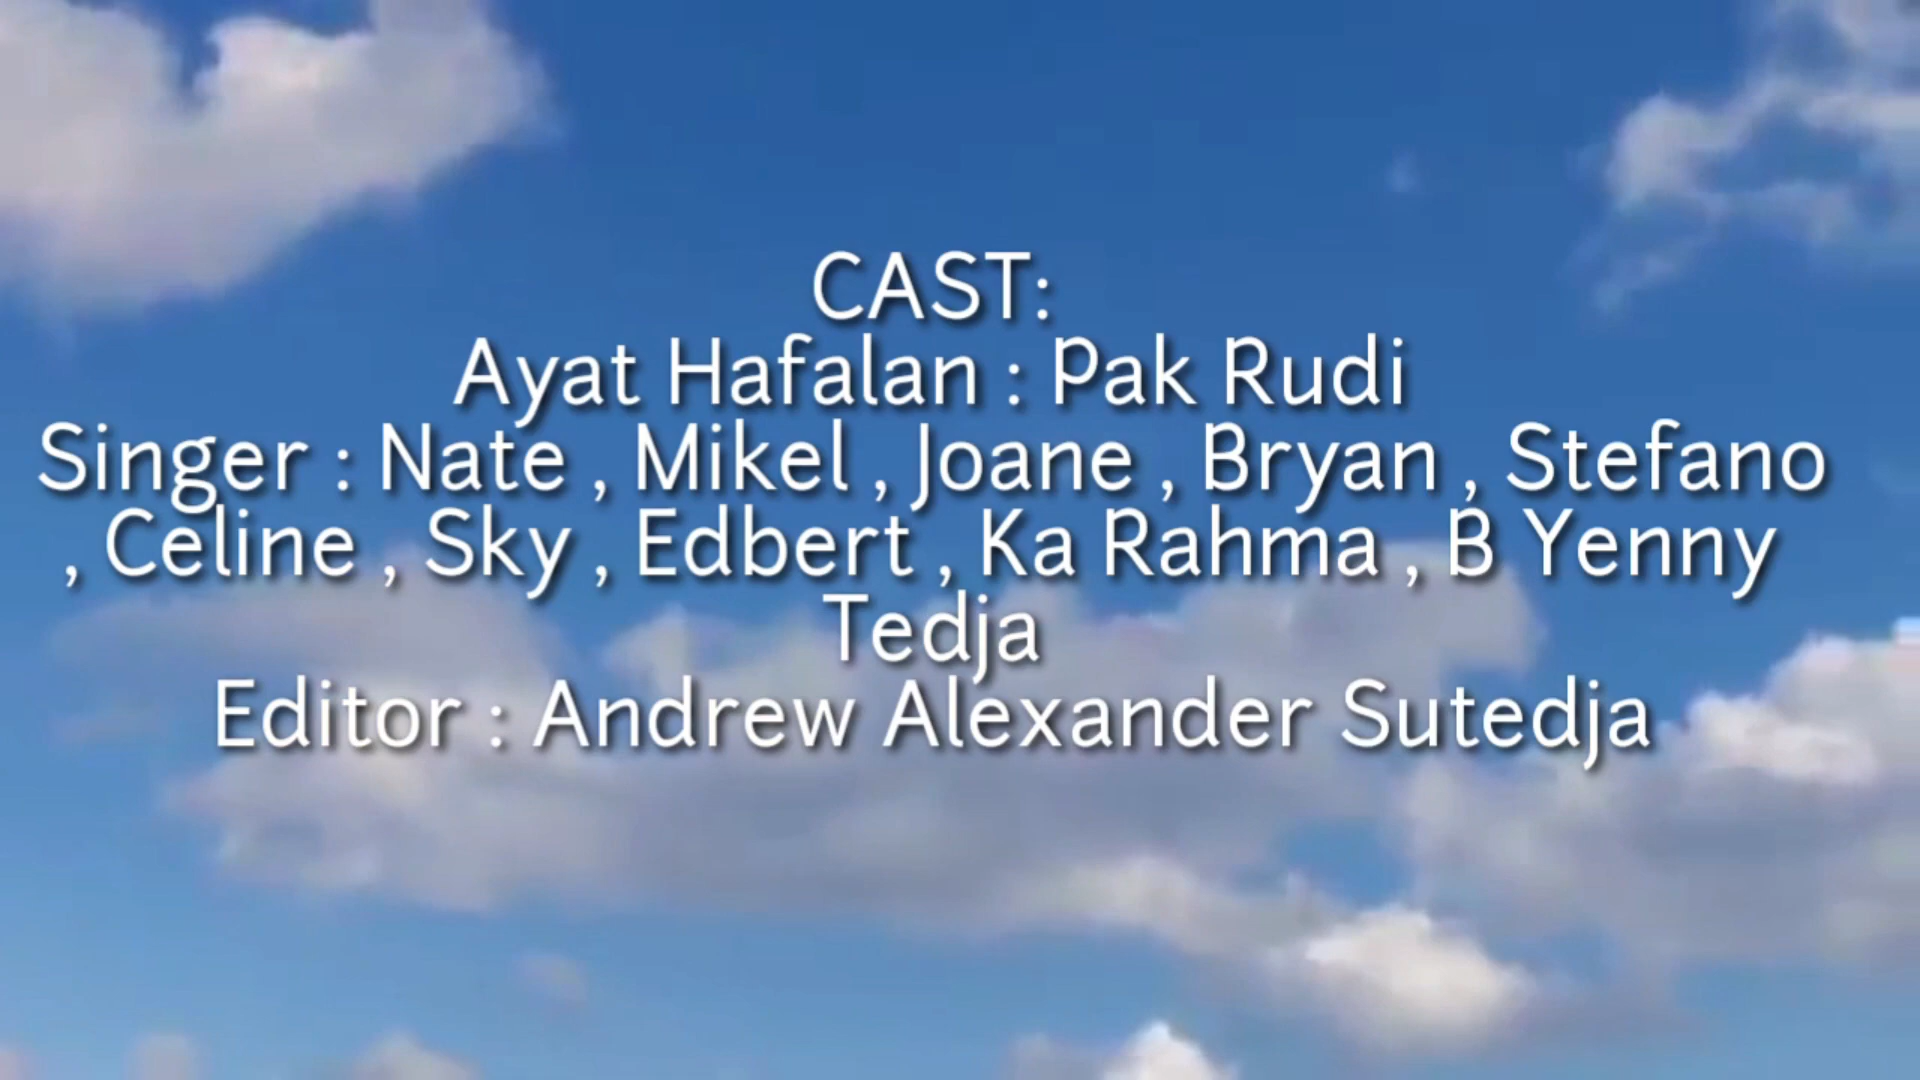 CAST:
Ayat Hafalan : Pak Rudi
Singer : Nate , Mikel , Joane , Bryan , Stefano
, Celine , Sky , Edbert , Ka Rahma , B Yenny
Tedja
Editor : Andrew Alexander Sutedja